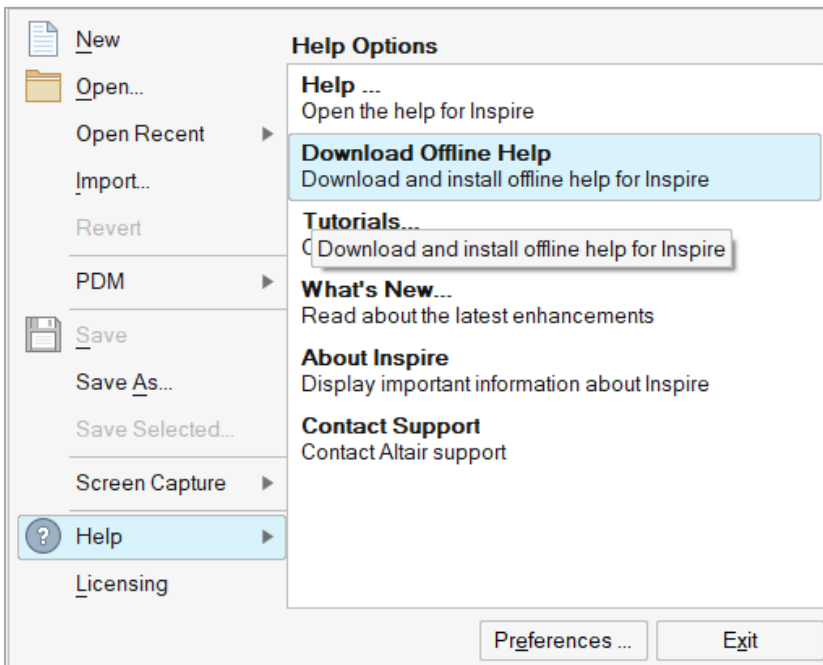 New
Open...
Open Recent
Import...
Revert
PDM
Save
Save As...
Save Selected...
Screen Capture
Help
Licensing
Help Options
Help ...
Open the help for Inspire
Download Offline Help
Download and install offline help for Inspire
Tutorials...
Download and install offline help for Inspire
What's New...
Read about the latest enhancements
About Inspire
Display important information about Inspire
Contact Support
Contact Altair support
Preferences ...
Exit